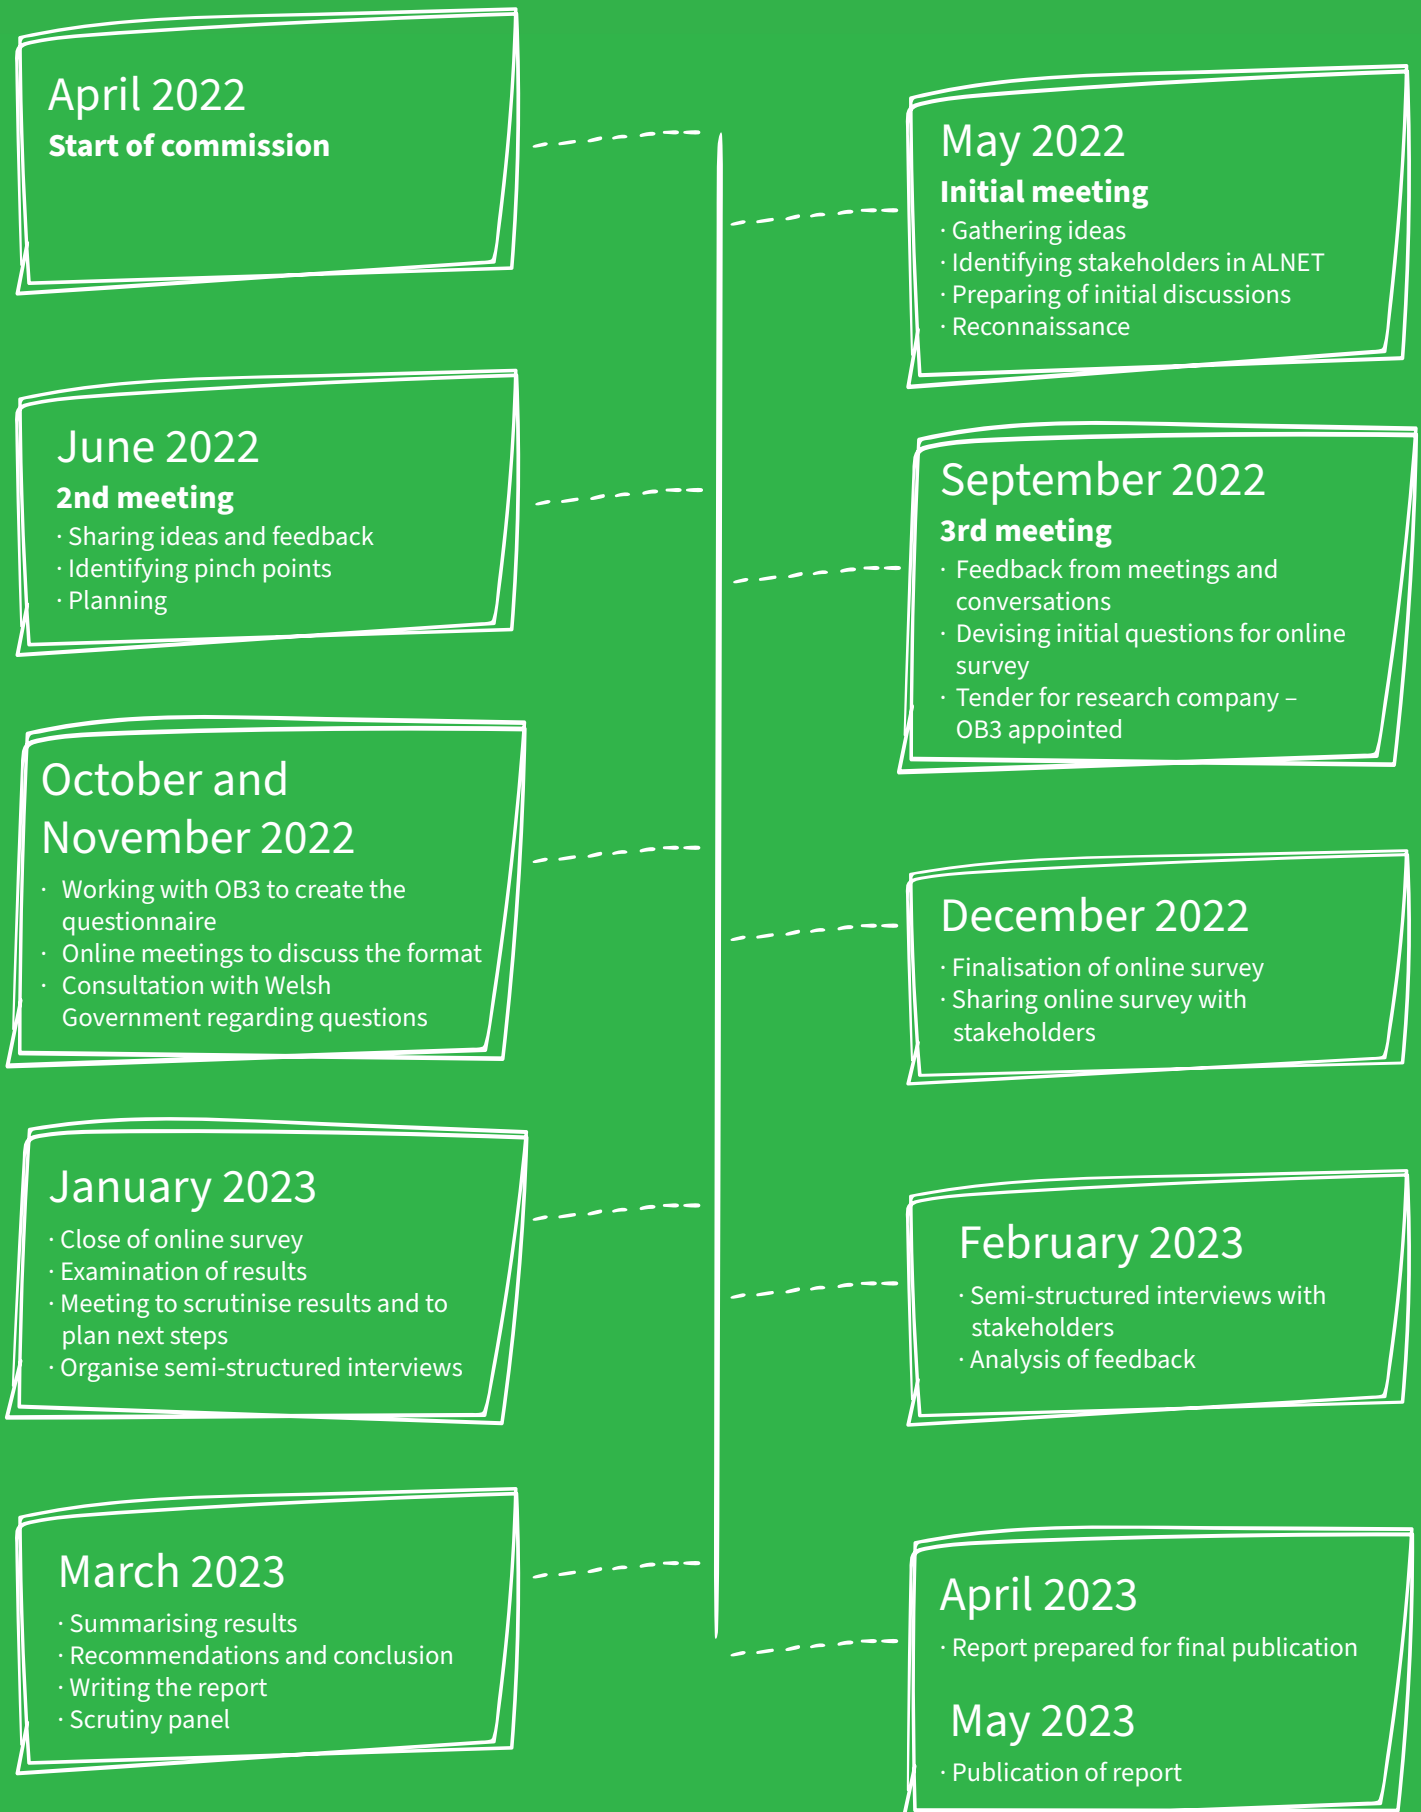 April 2022
Start of commission
May 2022
Initial meeting
· Gathering ideas
· Identifying stakeholders in ALNET
· Preparing of initial discussions
· Reconnaissance
June 2022
2nd meeting
· Sharing ideas and feedback
· Identifying pinch points
· Planning
September 2022
3rd meeting
· Feedback from meetings and
conversations
· Devising initial questions for online
survey
· Tender for research company –
OB3 appointed
October and
November 2022
· Working with OB3 to create the
questionnaire
· Online meetings to discuss the format
· Consultation with Welsh
Government regarding questions
December 2022
· Finalisation of online survey
· Sharing online survey with
stakeholders
January 2023
· Close of online survey
· Examination of results
· Meeting to scrutinise results and to
plan next steps
· Organise semi-structured interviews
February 2023
· Semi-structured interviews with
stakeholders
· Analysis of feedback
March 2023
· Summarising results
· Recommendations and conclusion
· Writing the report
· Scrutiny panel
April 2023
· Report prepared for final publication
May 2023
· Publication of report